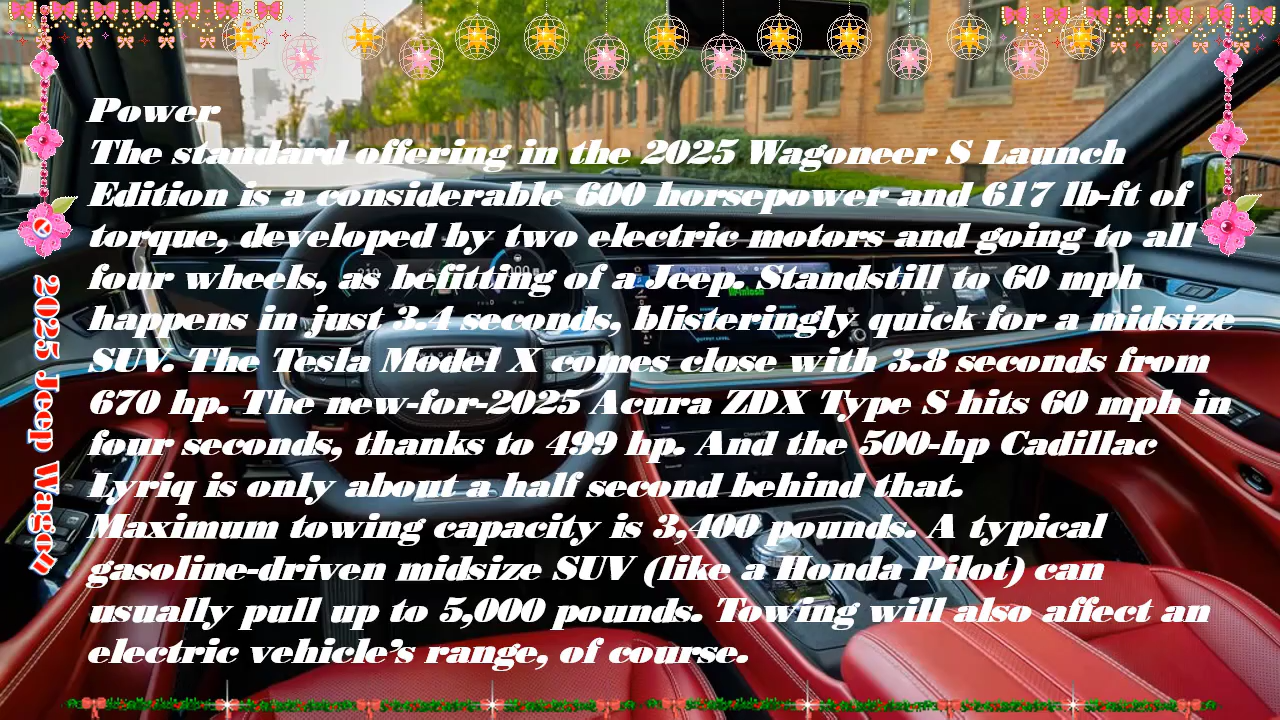 Power
The standard offering in the 2025 Wagoneer S Launch
Edition is a considerable 600 horsepower and 617 lb-ft of
torque, developed by two electric motors and going to all
four wheels, as befitting of a Jeep. Standstill to 60 mph
happens in just 3.4 seconds, blisteringly quick for a midsize
SUV. The Tesla Model X comes close with 3.8 seconds from
670 hp. The new-for-2025 Acura ZDX Type S hits 60 mph in
four seconds, thanks to 499 hp. And the 500-hp Cadillac
Lyriq is only about a half second behind that.
Maximum towing capacity is 3,400 pounds. A typical
gasoline-driven midsize SUV (like a Honda Pilot) can
usually pull up to 5,000 pounds. Towing will also affect an
electric vehicle’s range, of course.
2025 Jeep Wagon